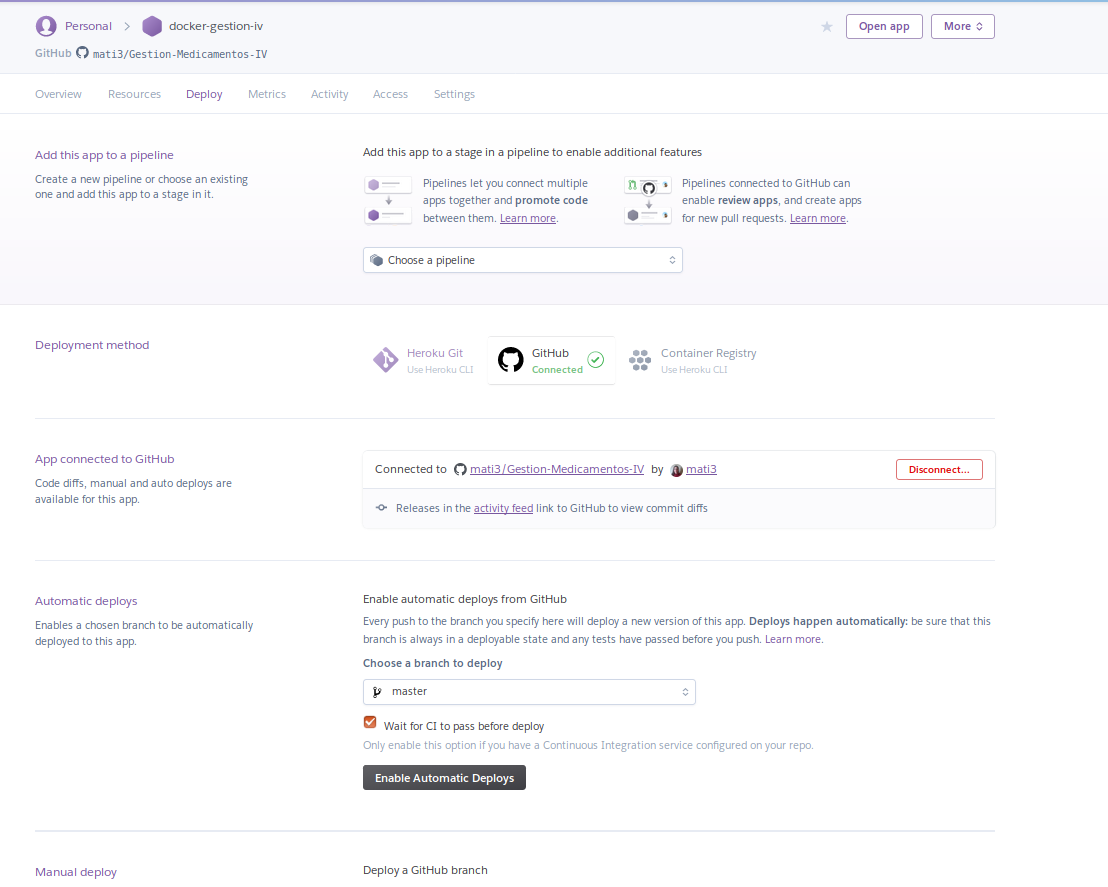 Personal docker-gestion-iv Open app More
GitHub mati3/Gestion-Medicamentos-IV
Overview Resources Deploy Metrics Activity Access Settings
Add this app to a pipeline
Create a new pipeline or choose an existing
one and add this app to a stage in it.
Add this app to a stage in a pipeline to enable additional features
Pipelines let you connect multiple
apps together and promote code
between them. Learn more.
Pipelines connected to GitHub can
enable review apps, and create apps
for new pull requests. Learn more.
Choose a pipeline
Deployment method
Heroku Git
Use Heroku CLI
GitHub
Connected
Container Registry
Use Heroku CLI
App connected to GitHub
Code diffs, manual and auto deploys are
available for this app.
Connected to mati3/Gestion-Medicamentos-IV by mati3 Disconnect...
Releases in the activity feed link to GitHub to view commit diffs
Automatic deploys
Enables a chosen branch to be automatically
deployed to this app.
Enable automatic deploys from GitHub
Every push to the branch you specify here will deploy a new version of this app. Deploys happen automatically: be sure that this
branch is always in a deployable state and any tests have passed before you push. Learn more.
Choose a branch to deploy
master
Wait for CI to pass before deploy
Only enable this option if you have a Continuous Integration service configured on your repo.
Enable Automatic Deploys
Manual deploy
Deploy a GitHub branch